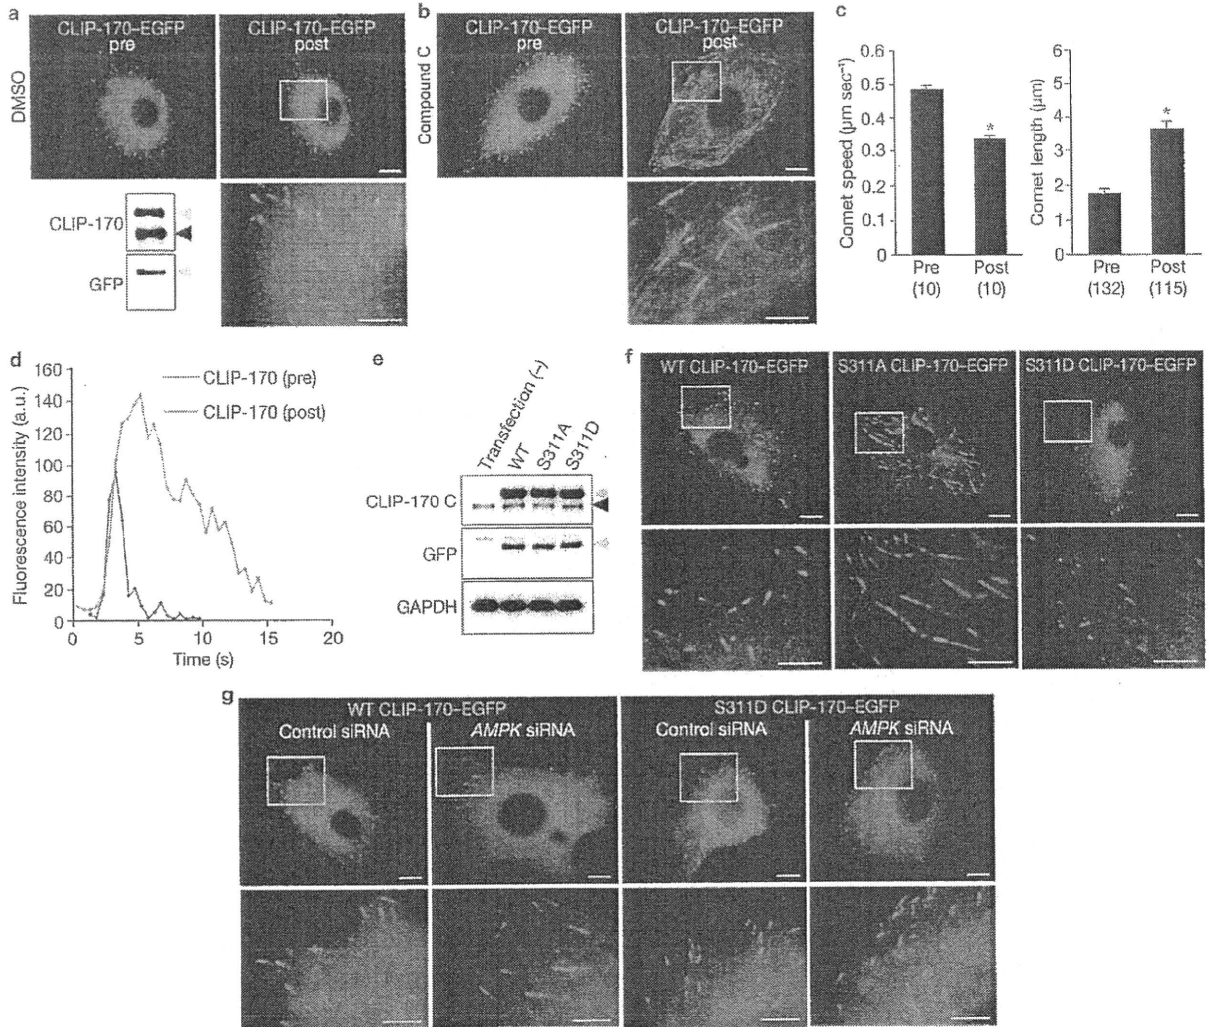 a
CLIP-170-EGFP
pre
CLIP-170-EGFP
post
DMSO
CLIP-170
GFP
b
CLIP-170-EGFP
pre
CLIP-170-EGFP
post
Compound C
c
Comet speed (µm sec⁻¹)
0.6
0.5
0.4
0.3
0.2
0.1
0
*
Pre
(10)
Post
(10)
Comet length (µm)
6
5
4
3
2
1
0
*
Pre
(132)
Post
(115)
d
Fluorescence intensity (a.u.)
160
140
120
100
80
60
40
20
0
CLIP-170 (pre)
CLIP-170 (post)
0
5
10
15
20
Time (s)
e
Transfection (–)
WT
S311A
S311D
CLIP-170 C
GFP
GAPDH
f
WT CLIP-170-EGFP
S311A CLIP-170-EGFP
S311D CLIP-170-EGFP
g
WT CLIP-170-EGFP
S311D CLIP-170-EGFP
Control siRNA
AMPK siRNA
Control siRNA
AMPK siRNA